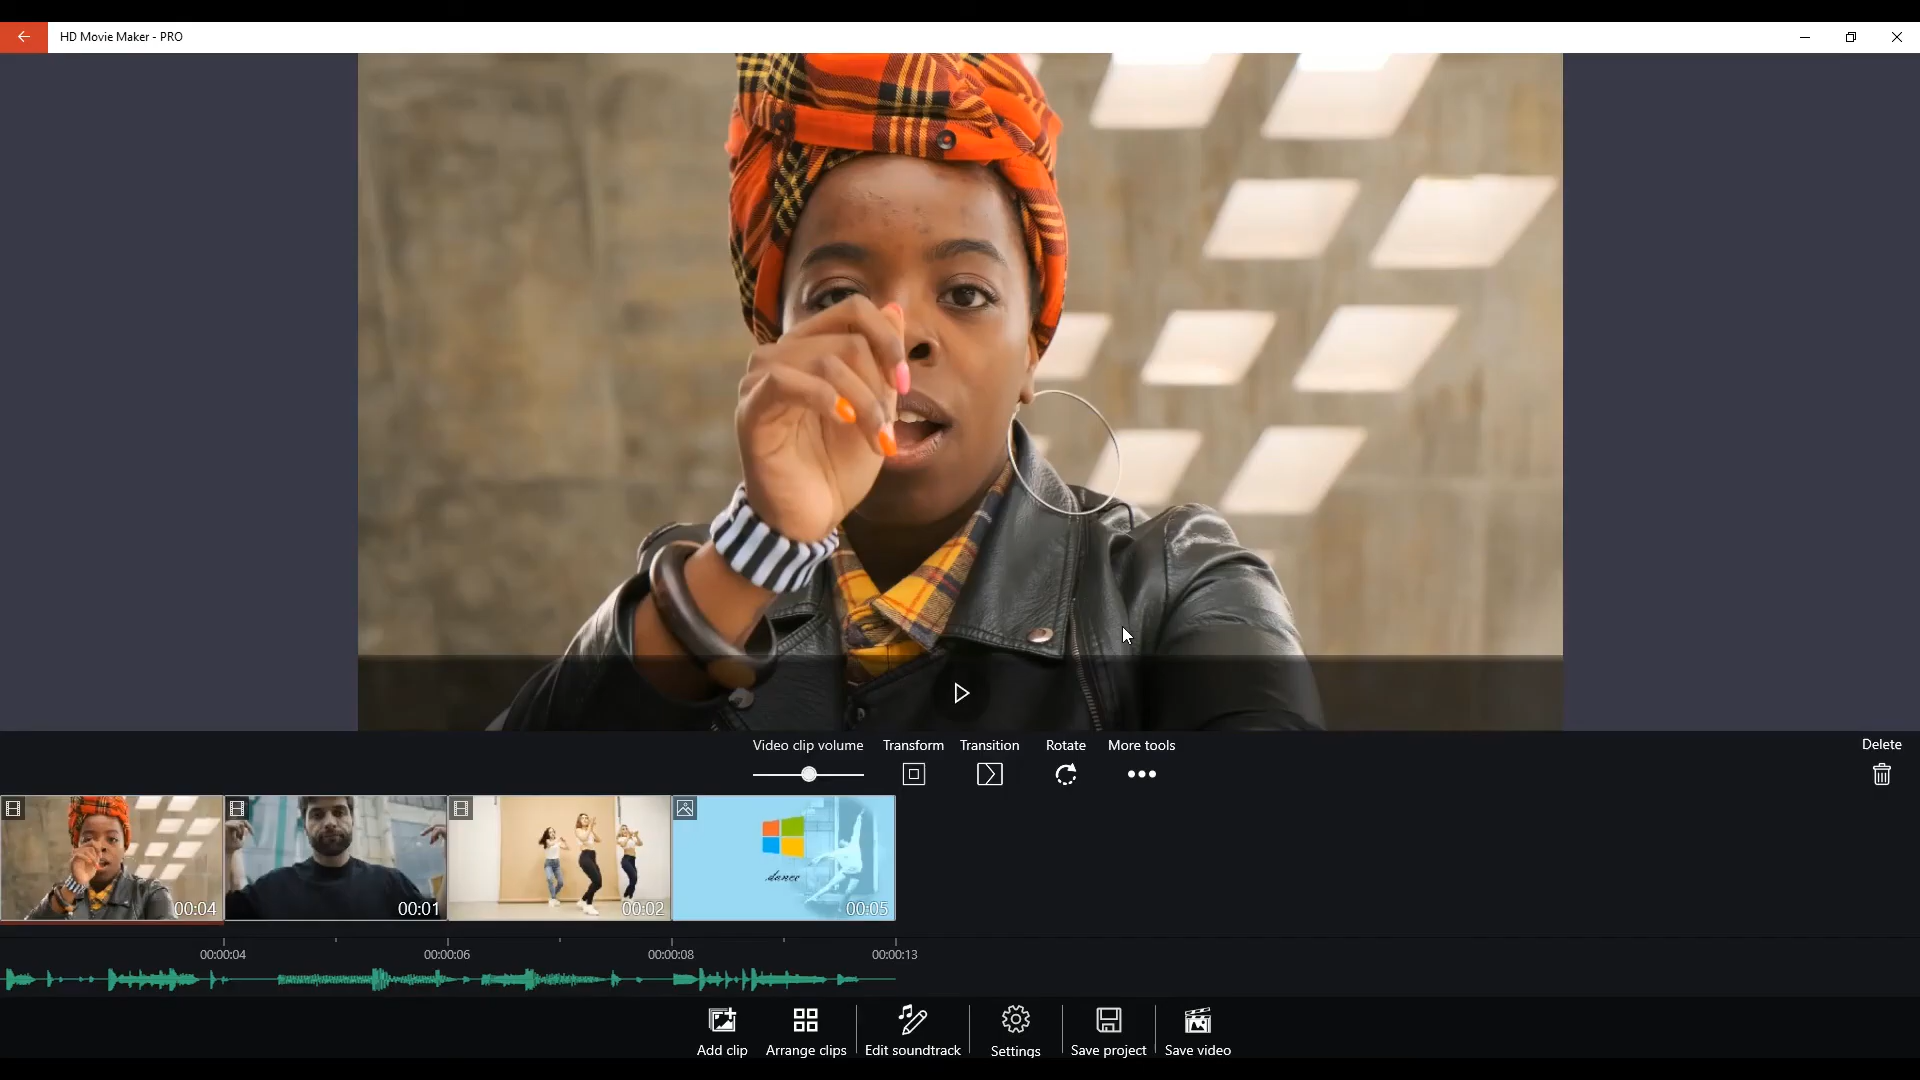 HD Movie Maker - PRO
Video clip volume Transform Transition Rotate More tools Delete
00:04 00:01 00:02 .dance 00:05
00:00:04 00:00:06 00:00:08 00:00:13
Add clip Arrange clips Edit soundtrack Settings Save project Save video